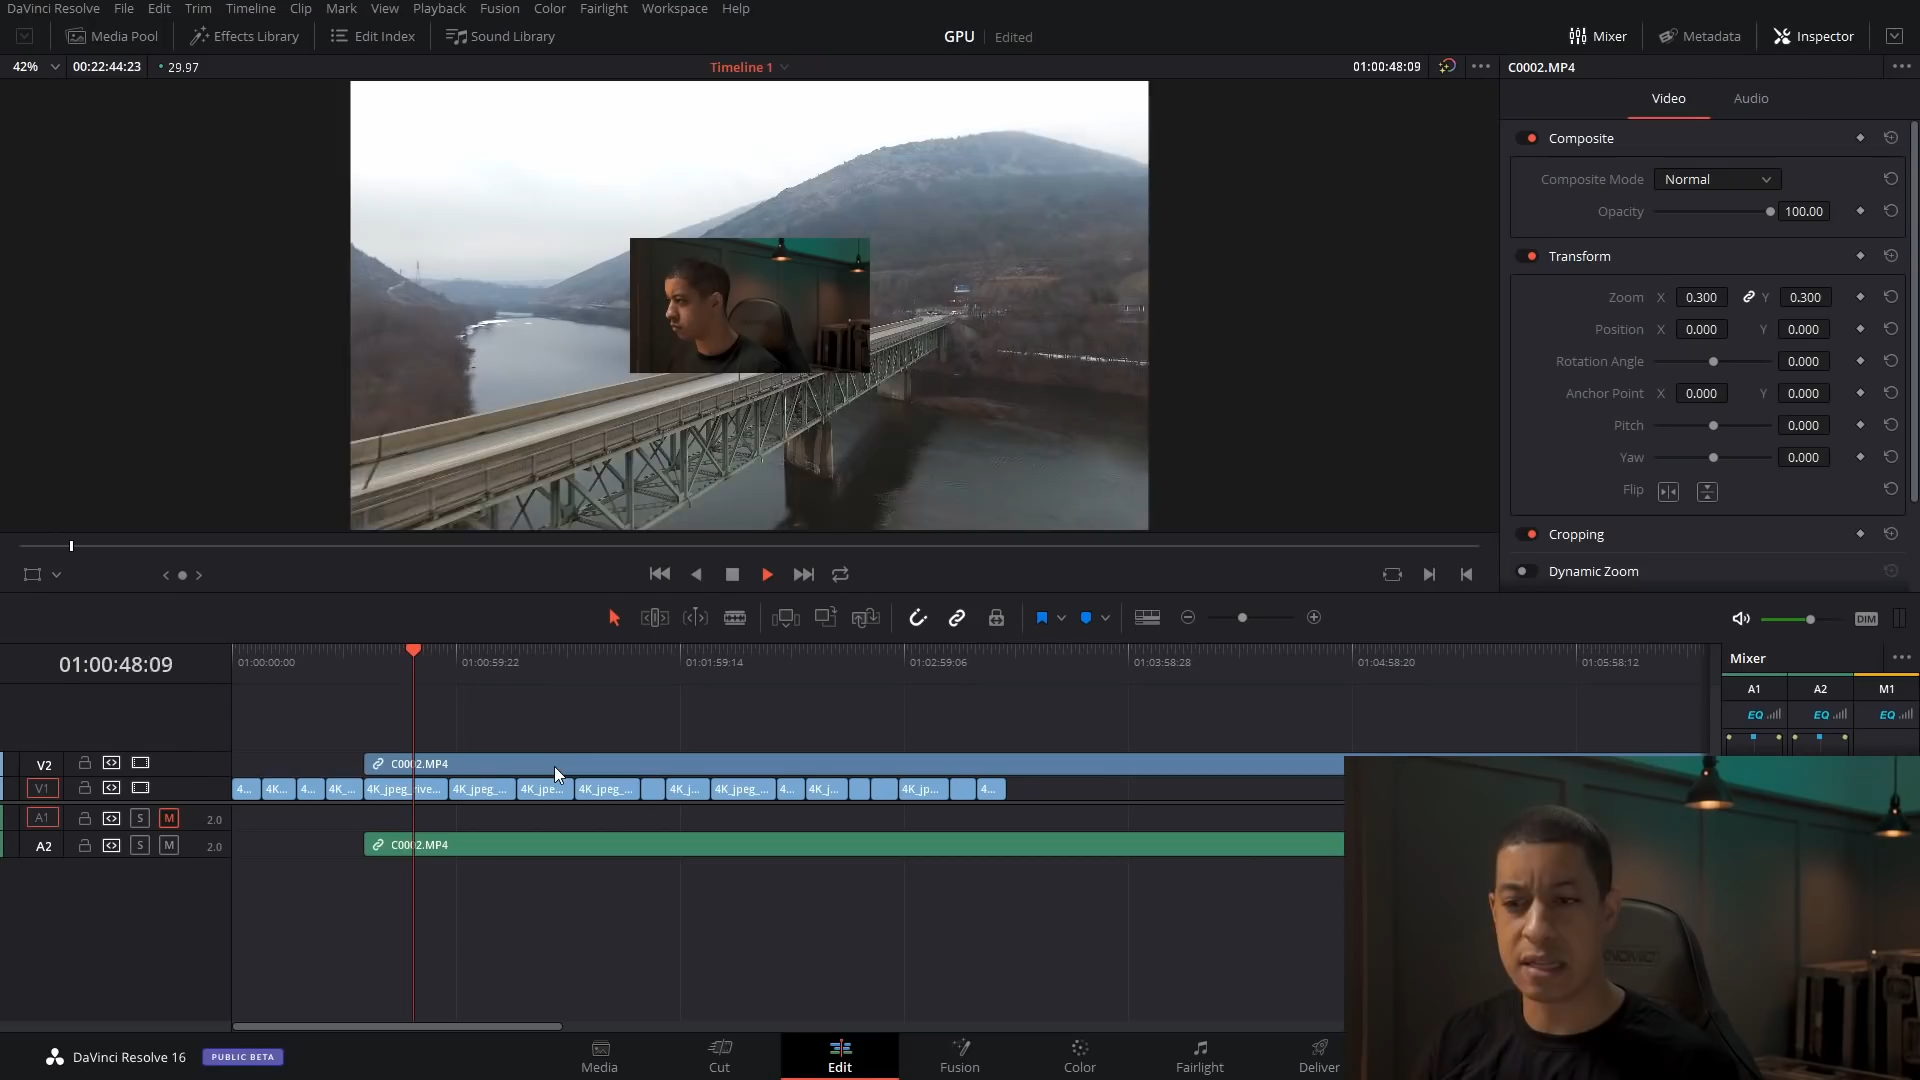 DaVinci Resolve File Edit Trim Timeline Clip Mark View Playback Fusion Color Fairlight Workspace Help
Media Pool Effects Library Edit Index Sound Library GPU Edited Mixer Metadata Inspector
42% 00:22:44:23 29.97 Timeline 1 01:00:48:09 C0002.MP4
Video Audio
Composite
Composite Mode Normal
Opacity 100.00
Transform
Zoom X 0.300 Y 0.300
Position X 0.000 Y 0.000
Rotation Angle 0.000
Anchor Point X 0.000 Y 0.000
Pitch 0.000
Yaw 0.000
Flip
Cropping
Dynamic Zoom
DIM
01:00:48:09 01:00:00:00 01:00:59:22 01:01:59:14 01:02:59:06 01:03:58:28 01:04:58:20 01:05:58:12 Mixer
A1 A2 M1
EQ EQ EQ
V2 C0002.MP4
V1 4... 4K... 4... 4K_... 4K_jpeg_rive... 4K_jpeg_... 4K_jpe... 4K_jpeg_... 4K_j... 4K_jpeg_... 4... 4K_j... 4K_jp... 4...
A1 S M 2.0
A2 S M 2.0 C0002.MP4
DaVinci Resolve 16 PUBLIC BETA Media Cut Edit Fusion Color Fairlight Deliver